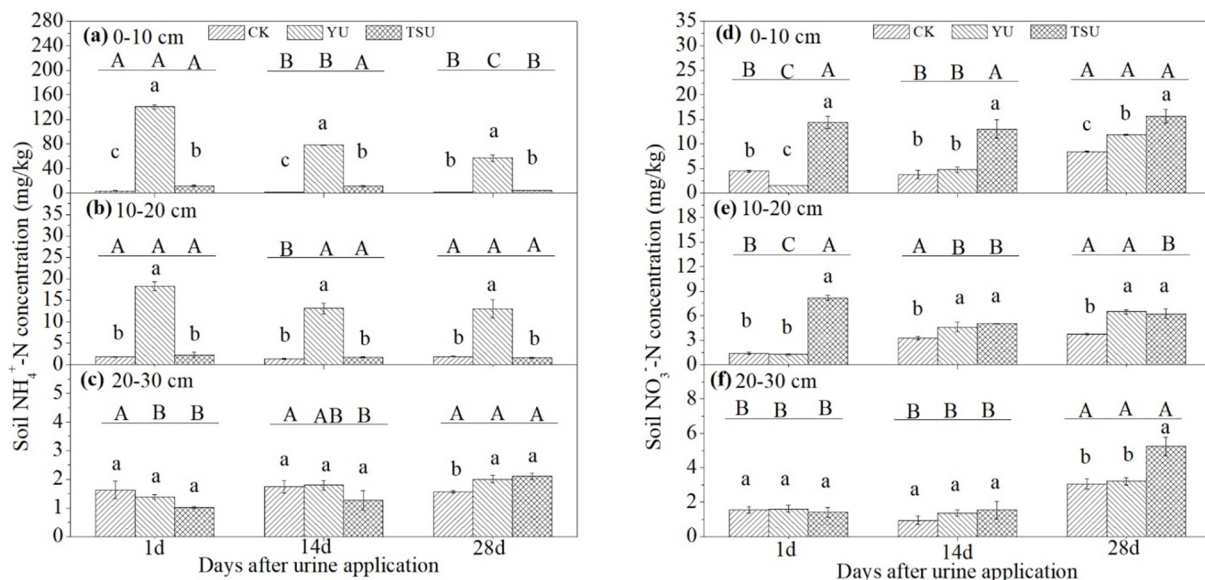 Soil NH4+-N concentration (mg/kg)
280
240
200
160
120
80
40
0
(a) 0-10 cm
CK YU TSU
A A A B B A B C B
c a b c a b b a b
35
30
25
20
15
10
5
0
(b) 10-20 cm
A A A B A A A A A
b a b b a b b a b
6
5
4
3
2
1
0
(c) 20-30 cm
A B B A AB B A A A
a a a a a a b a a
1d 14d 28d
Days after urine application
Soil NO3--N concentration (mg/kg)
35
30
25
20
15
10
5
0
(d) 0-10 cm
CK YU TSU
B C A B B A A A A
b c a b b a c b a
18
15
12
9
6
3
0
(e) 10-20 cm
B C A A B B A A B
b b a b a a b a a
8
6
4
2
0
(f) 20-30 cm
B B B B B B A A A
a a a a a a b b a
1d 14d 28d
Days after urine application